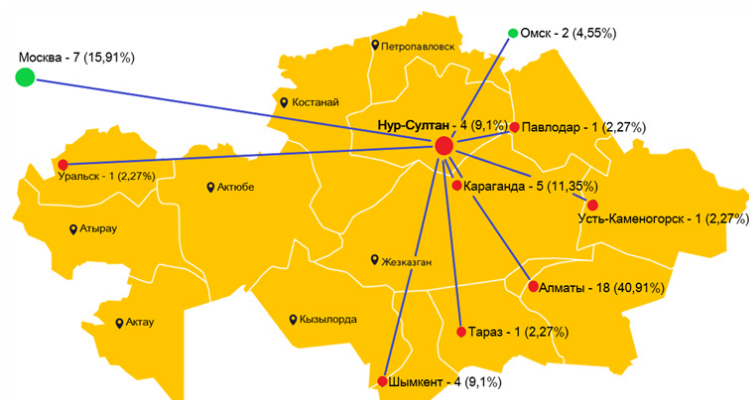 Петропавловск
Омск - 2 (4,55%)
Москва - 7 (15,91%)
Костанай
Нур-Султан - 4 (9,1%)
Павлодар - 1 (2,27%)
Уральск - 1 (2,27%)
Актюбе
Караганда - 5 (11,35%)
Усть-Каменогорск - 1 (2,27%)
Атырау
Жезказган
Алматы - 18 (40,91%)
Актау
Кызылорда
Тараз - 1 (2,27%)
Шымкент - 4 (9,1%)